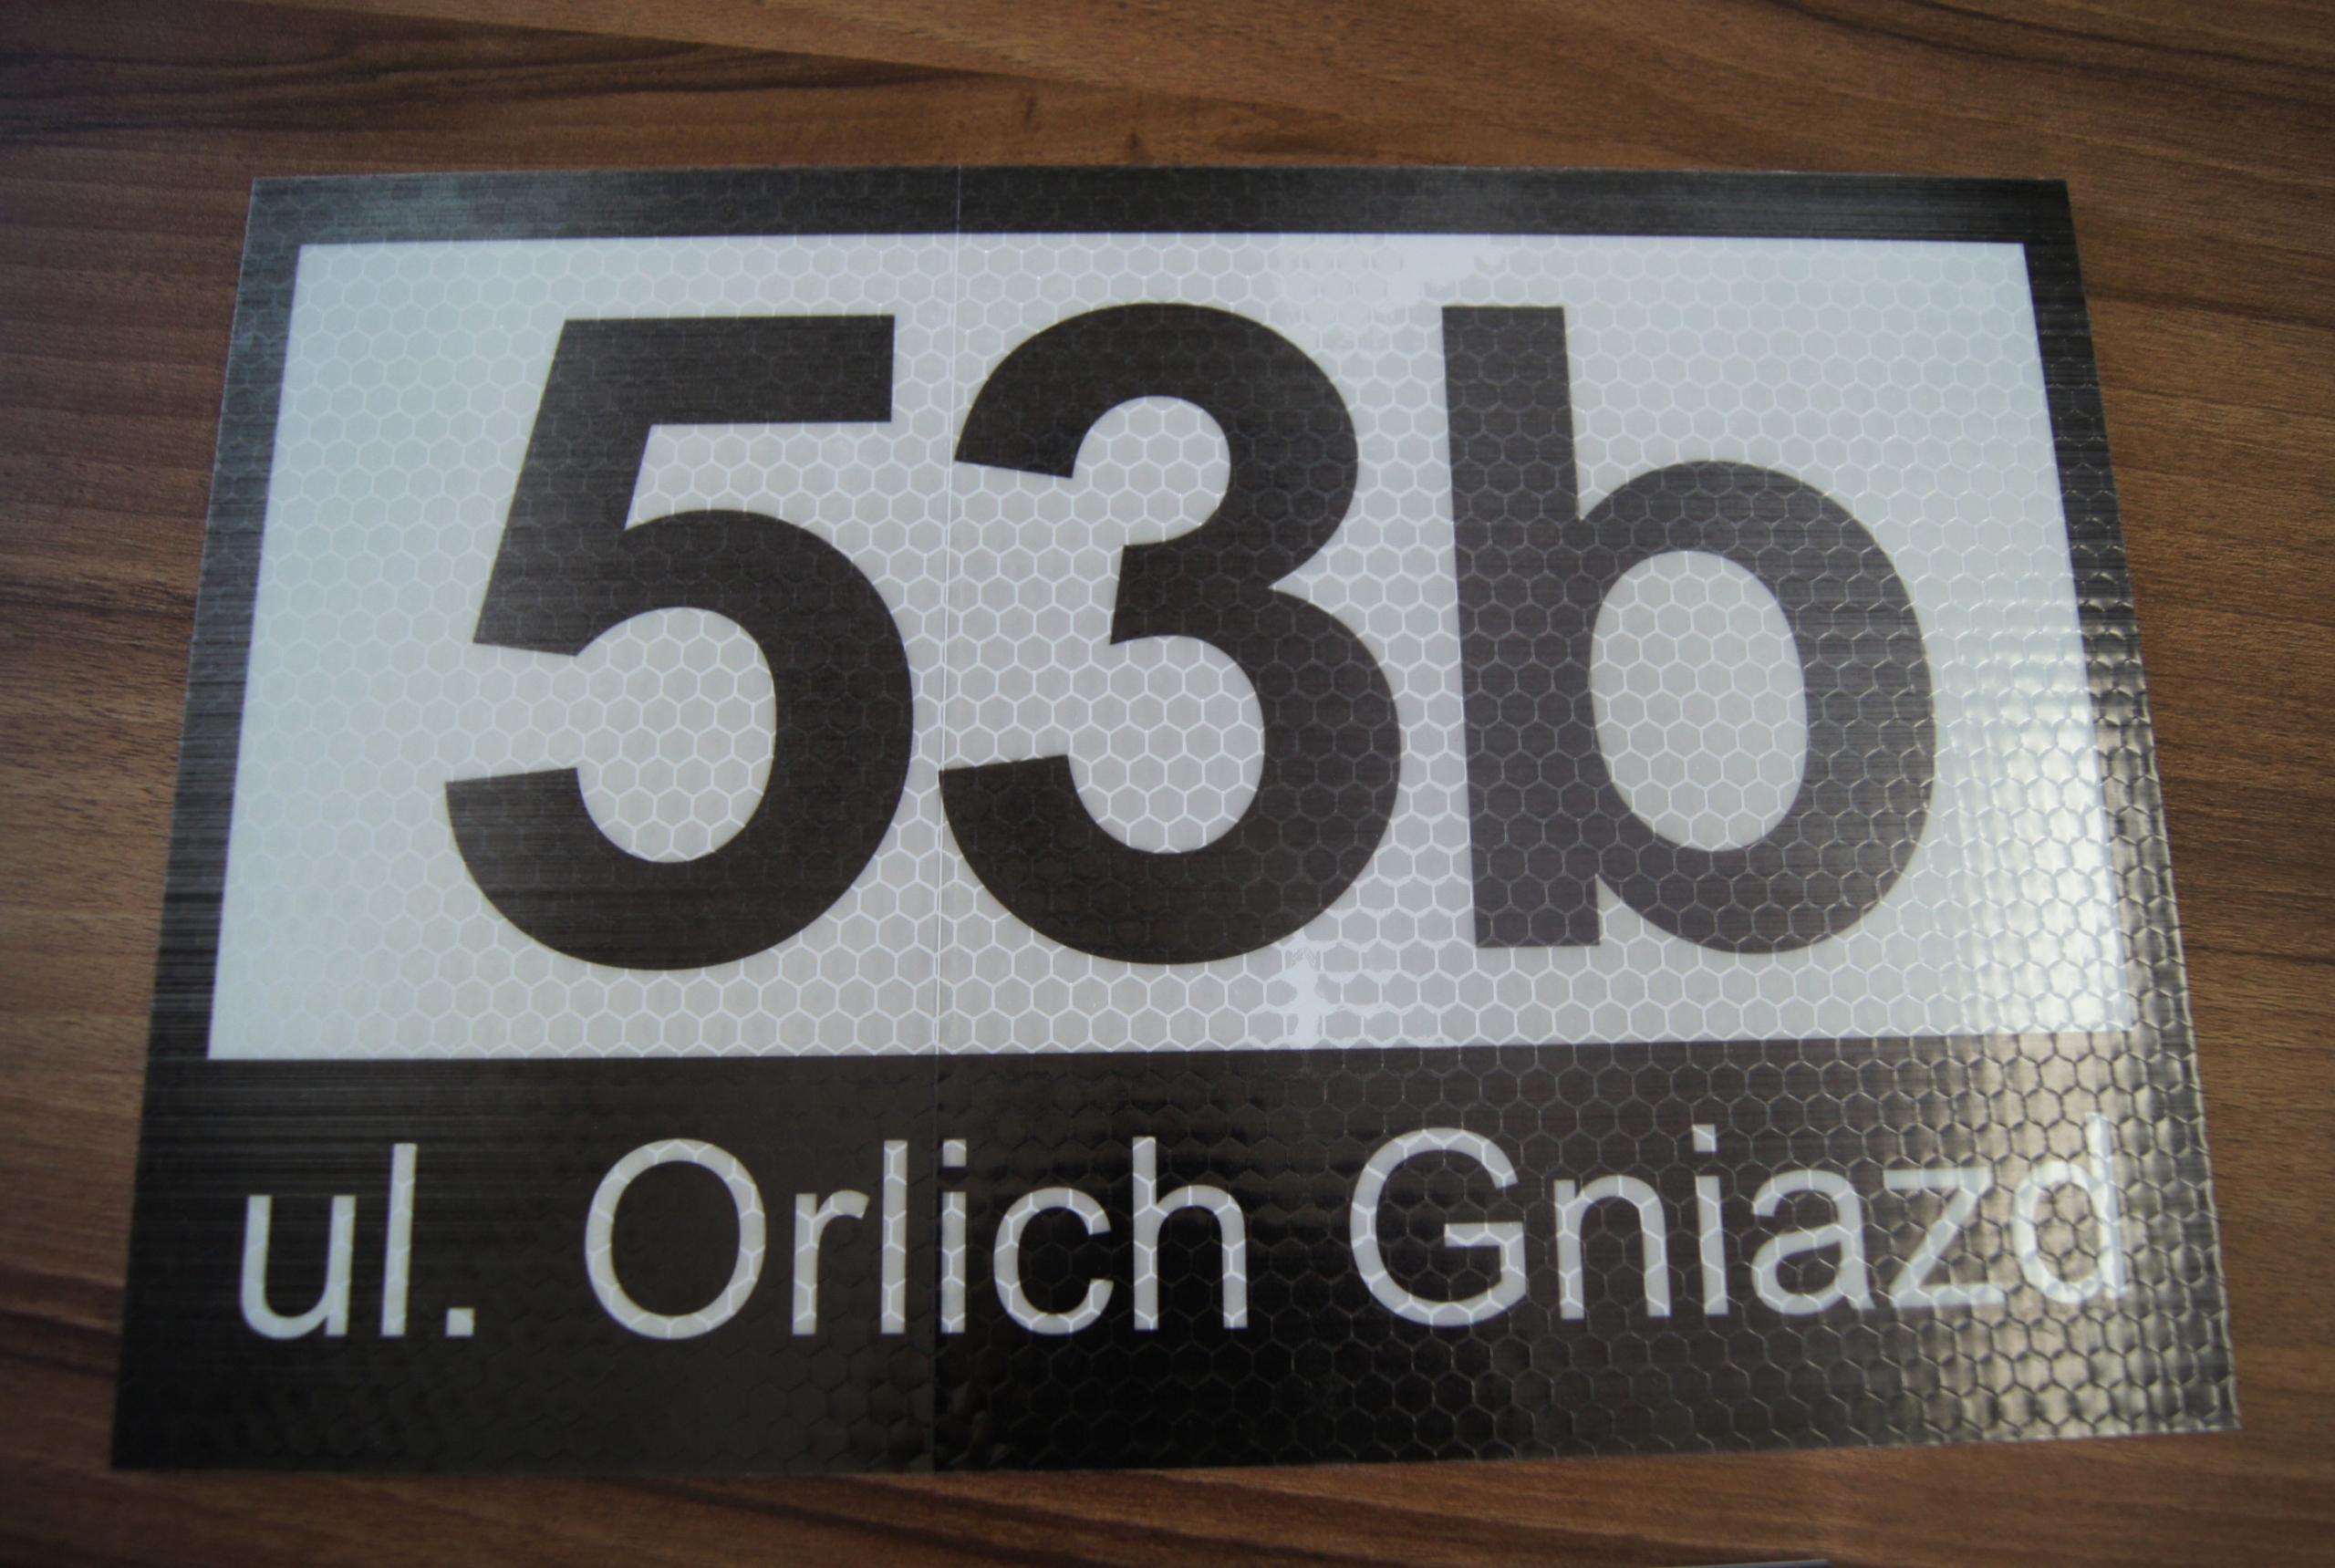 53b
ul. Orlich Gniazd